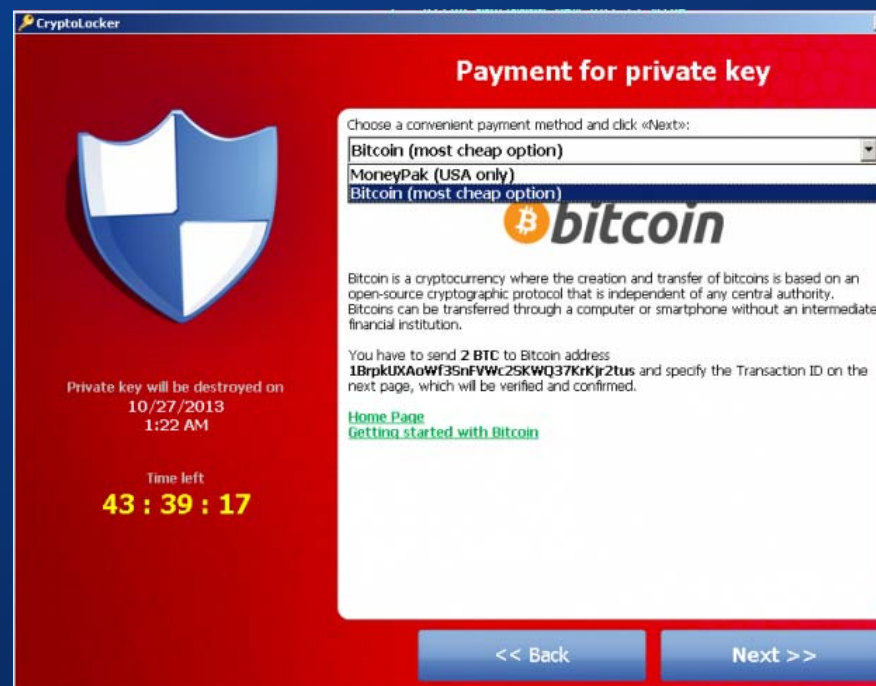 CryptoLocker
Payment for private key
Choose a convenient payment method and click «Next»:
Bitcoin (most cheap option)
MoneyPak (USA only)
Bitcoin (most cheap option)
bitcoin
Bitcoin is a cryptocurrency where the creation and transfer of bitcoins is based on an
open-source cryptographic protocol that is independent of any central authority.
Bitcoins can be transferred through a computer or smartphone without an intermediate
financial institution.
You have to send 2 BTC to Bitcoin address
1BrpkUXAoWf3SnFVWc2SKWQ37KrKjr2tus and specify the Transaction ID on the
next page, which will be verified and confirmed.
Home Page
Getting started with Bitcoin
Private key will be destroyed on
10/27/2013
1:22 AM
Time left
43 : 39 : 17
<< Back
Next >>